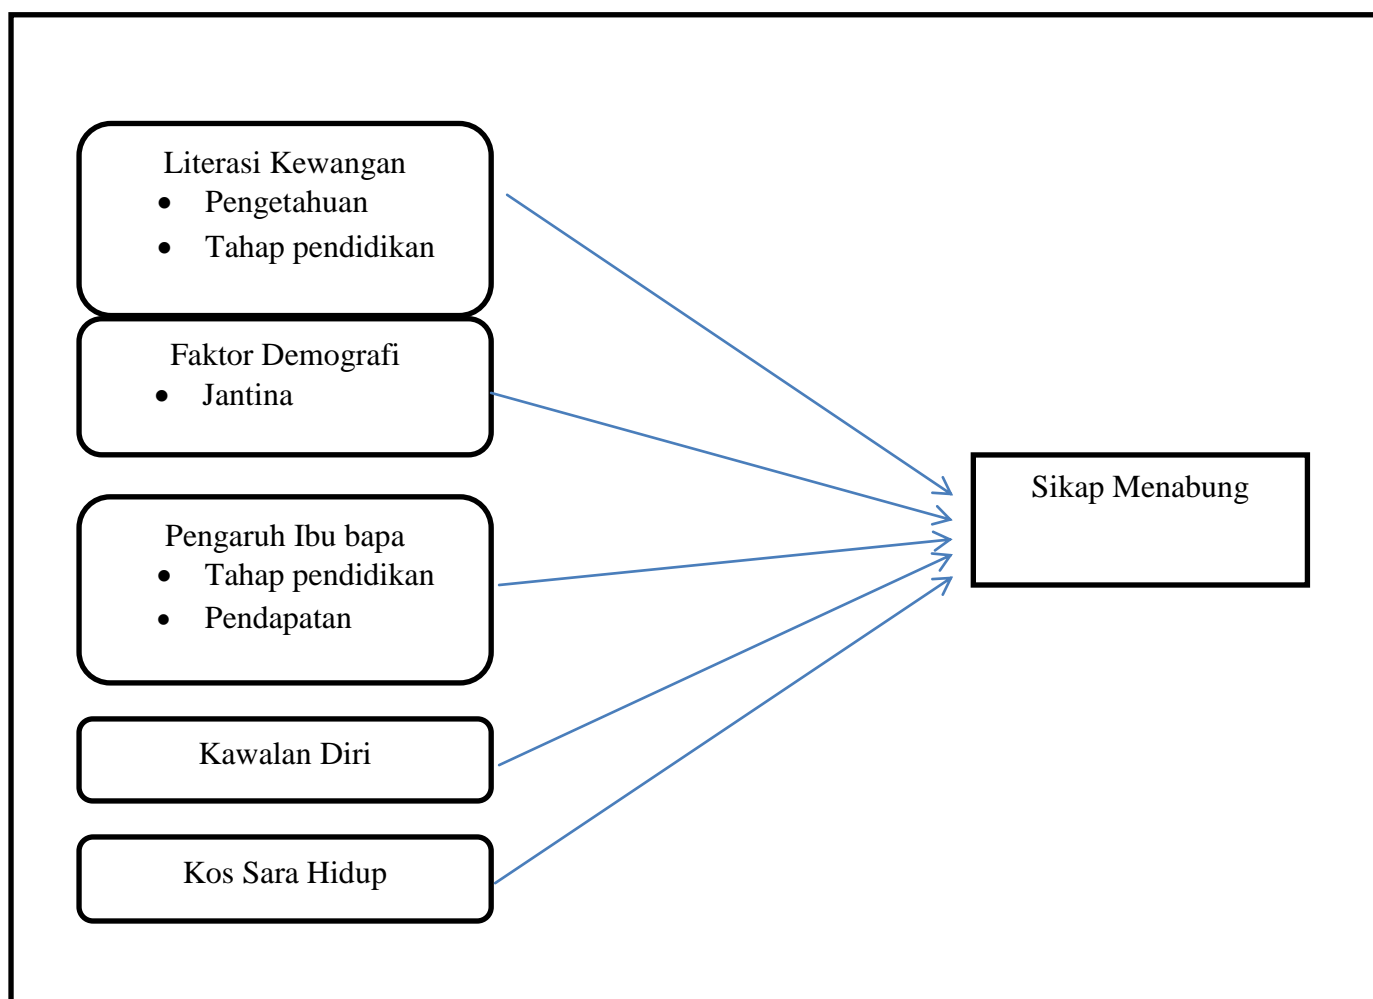 Literasi Kewangan
• Pengetahuan
• Tahap pendidikan
Faktor Demografi
• Jantina
Pengaruh Ibu bapa
• Tahap pendidikan
• Pendapatan
Kawalan Diri
Kos Sara Hidup
Sikap Menabung